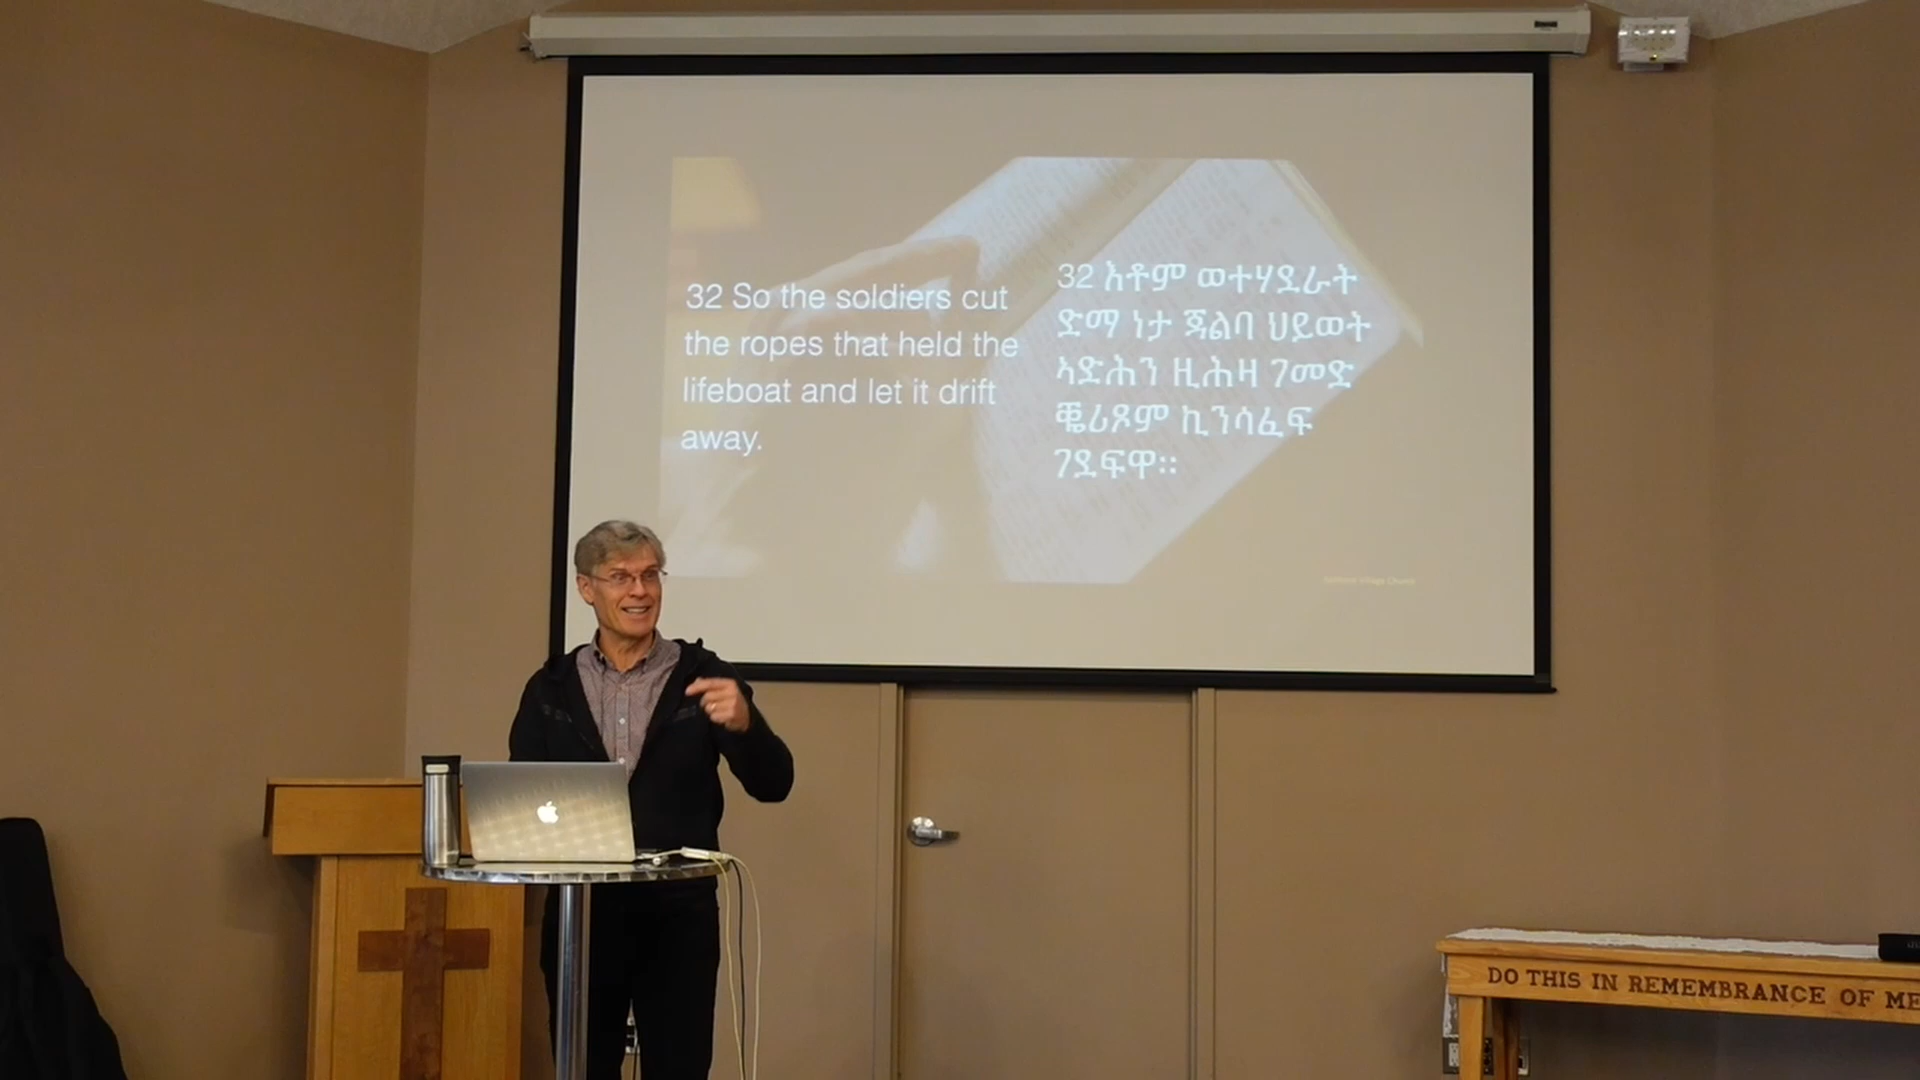 32 So the soldiers cut
the ropes that held the
lifeboat and let it drift
away.
32 እቶም ወተሃደራት
ድማ ነታ ጃልባ ህይወት
ኣድሕን ዚሕዛ ገመድ
ቈሪጾም ኪንሳፈፍ
ገደፍዋ፡፡
DO THIS IN REMEMBRANCE OF ME